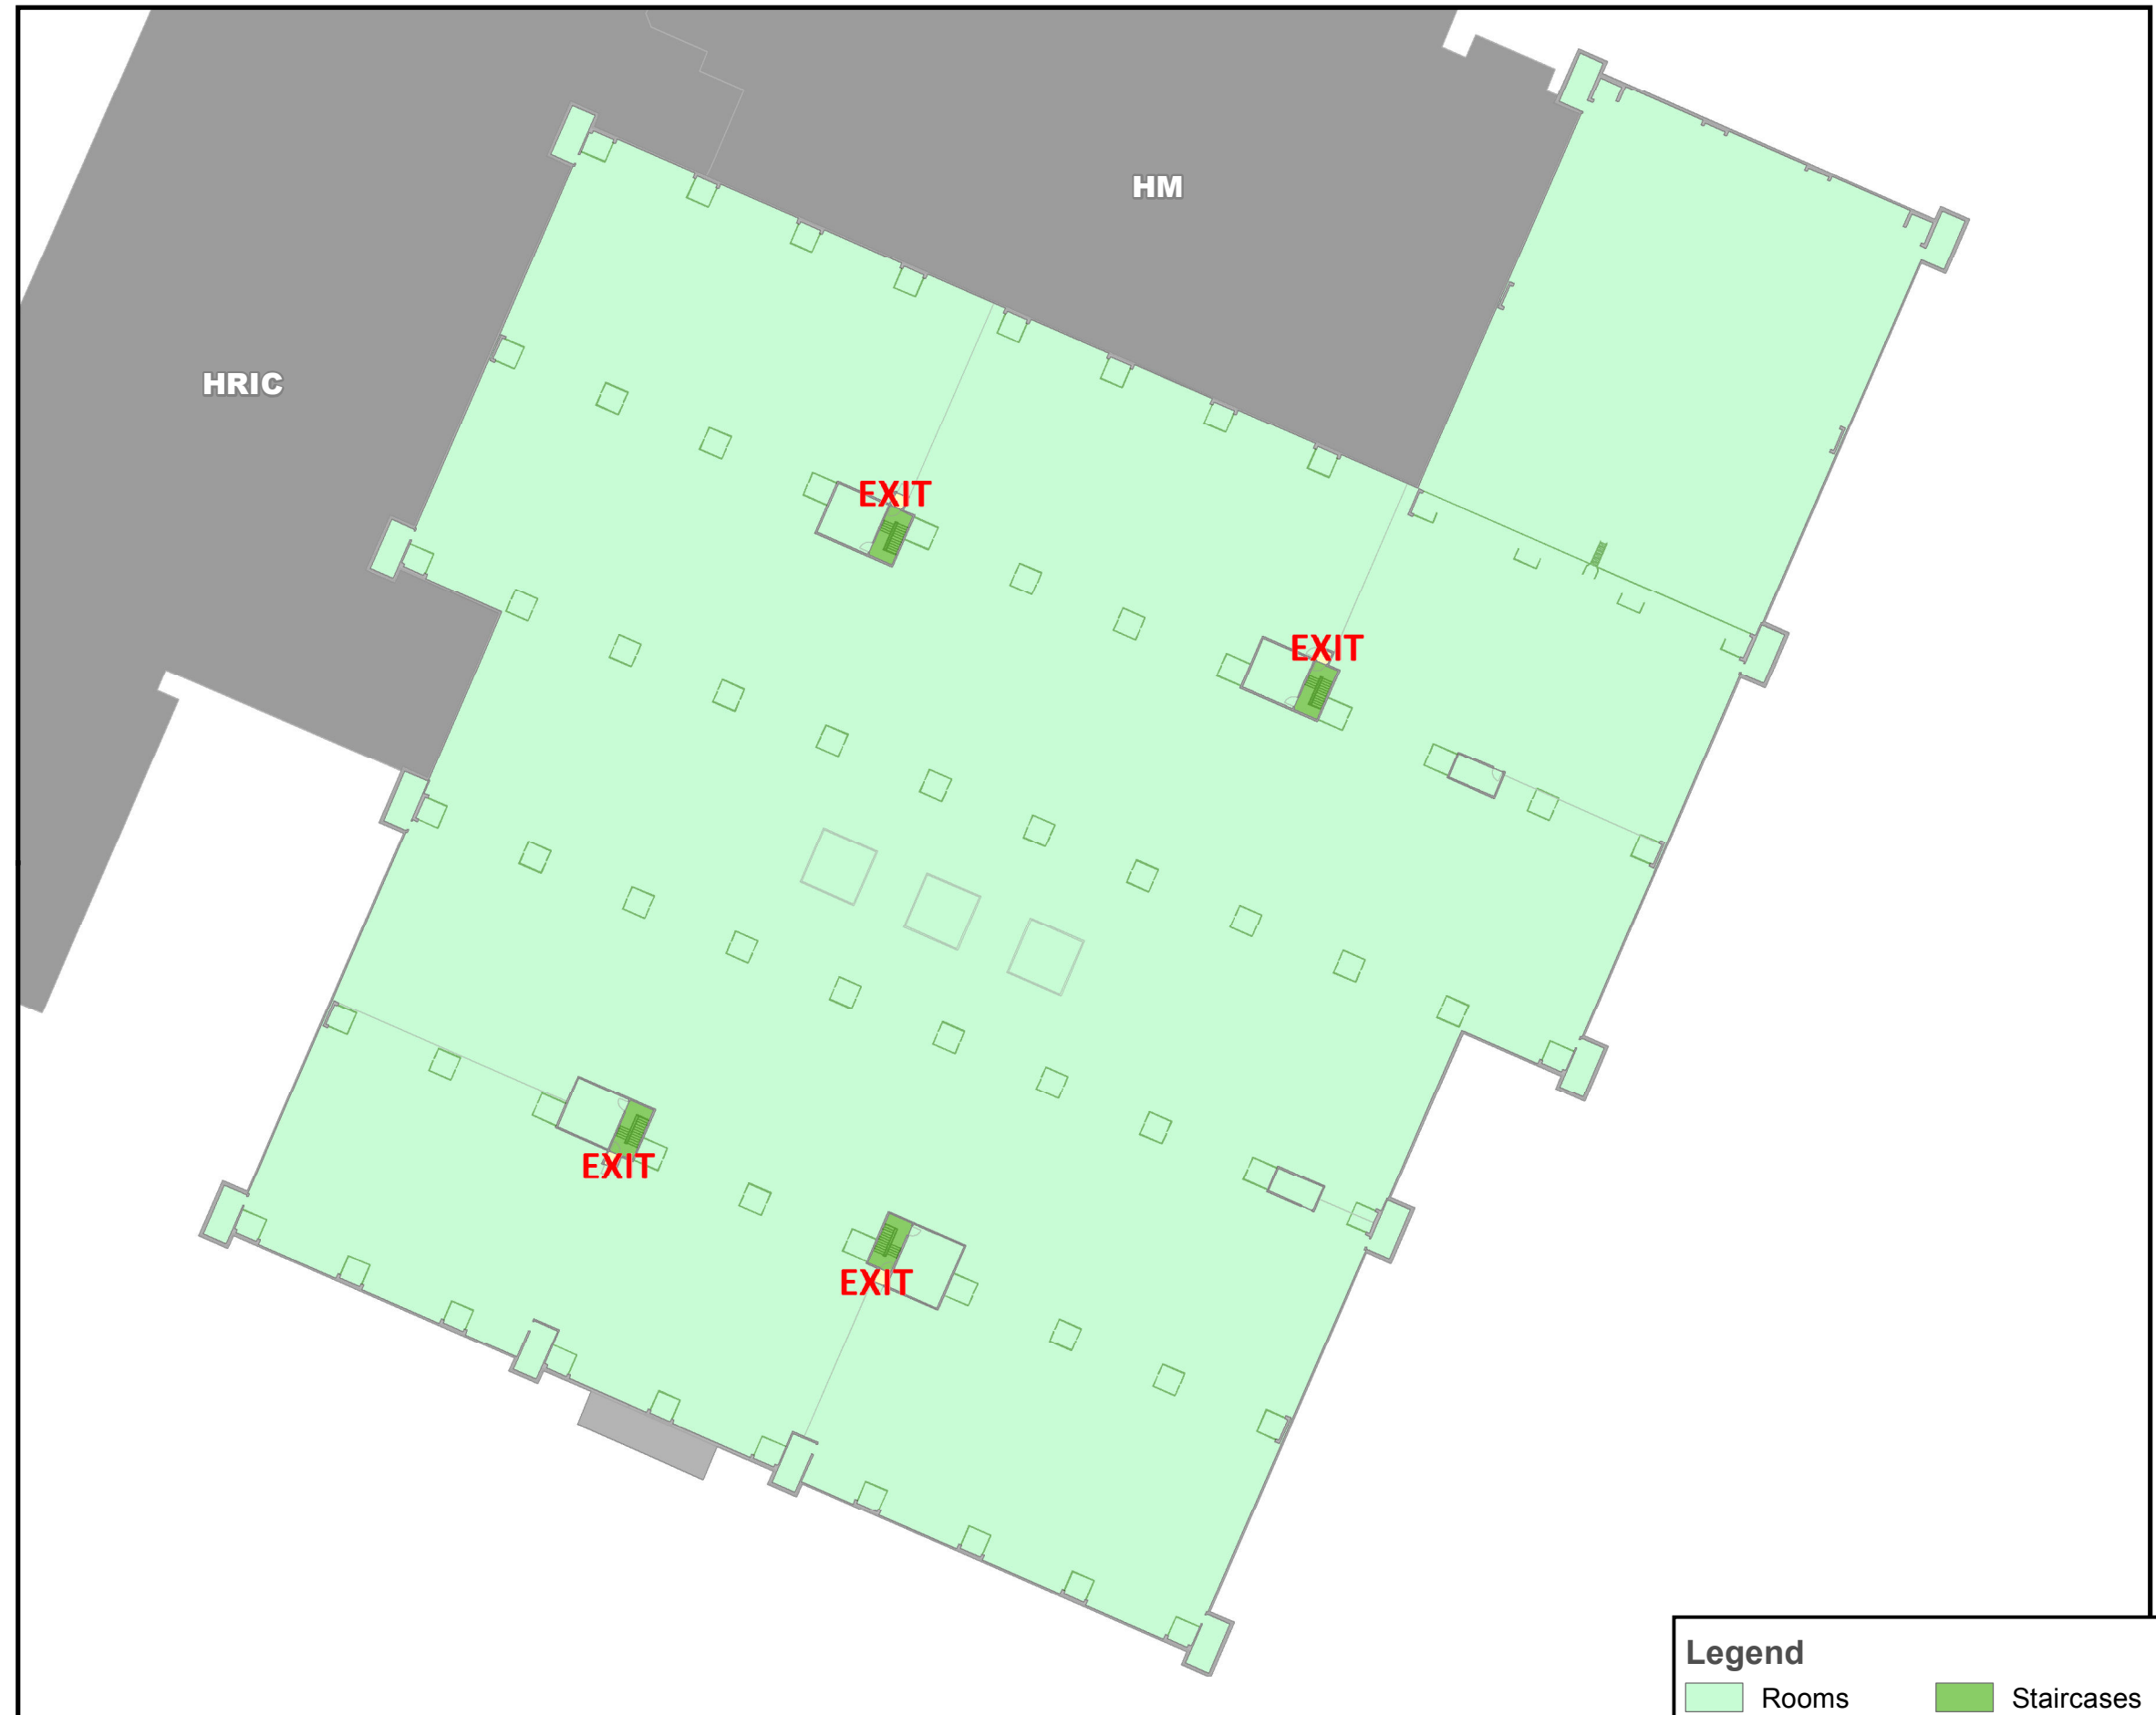 HM
HRIC
EXIT
EXIT
EXIT
EXIT
Legend
Rooms Staircases